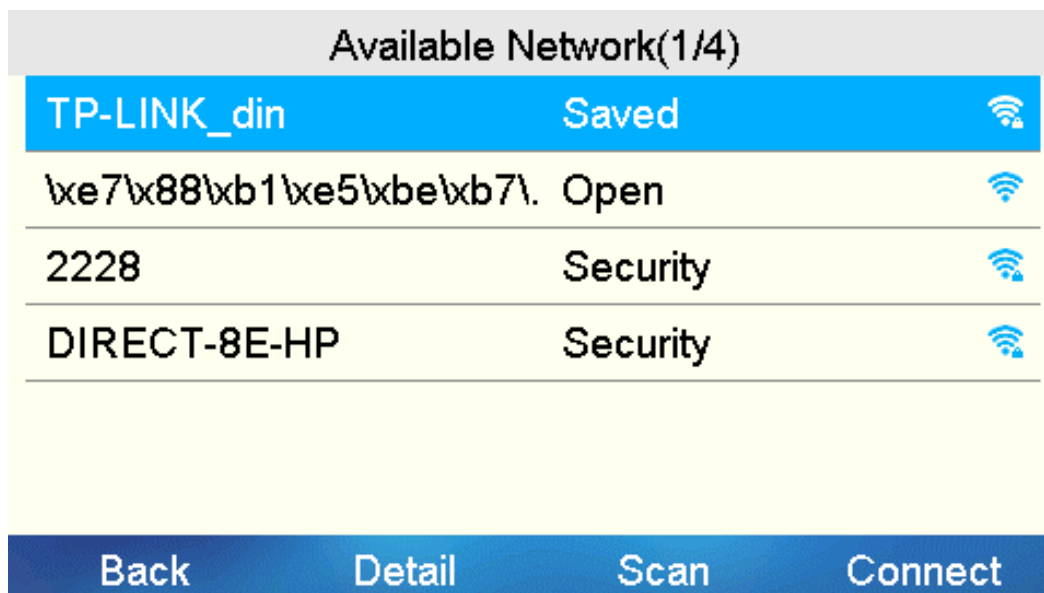 Available Network(1/4)
TP-LINK_din Saved
\xe7\x88\xb1\xe5\xbe\xb7\. Open
2228 Security
DIRECT-8E-HP Security
Back Detail Scan Connect